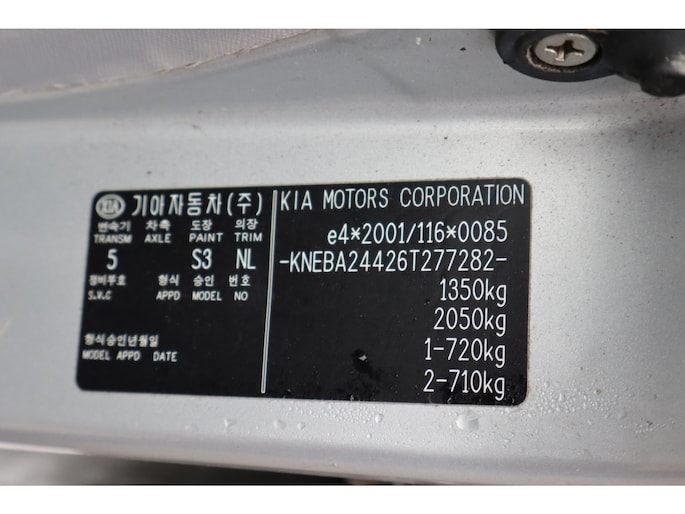 KIA 기아자동차(주)
변속기 차축 도장 의장
TRANSM AXLE PAINT TRIM
5 S3 NL
정비부호 형식 승인 번호
S.V.C APPD MODEL NO
형식승인년월일
MODEL APPD DATE
KIA MOTORS CORPORATION
e4*2001/116*0085
-KNEBA24426T277282-
1350kg
2050kg
1-720kg
2-710kg